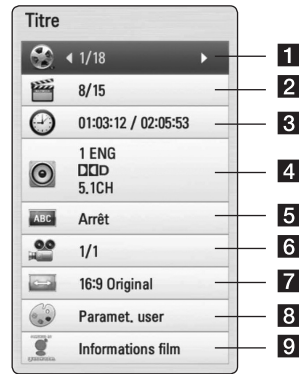 Titre
1/18 1
8/15 2
01:03:12 / 02:05:53 3
1 ENG
DDD
5.1CH 4
ABC Arrêt 5
1/1 6
16:9 Original 7
Paramet. user 8
Informations film 9